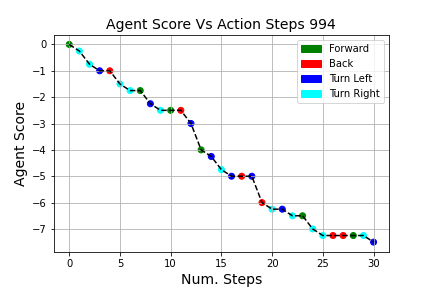 Agent Score Vs Action Steps 994
Forward
Back
Turn Left
Turn Right
0
−1
−2
−3
−4
−5
−6
−7
Agent Score
0 5 10 15 20 25 30
Num. Steps